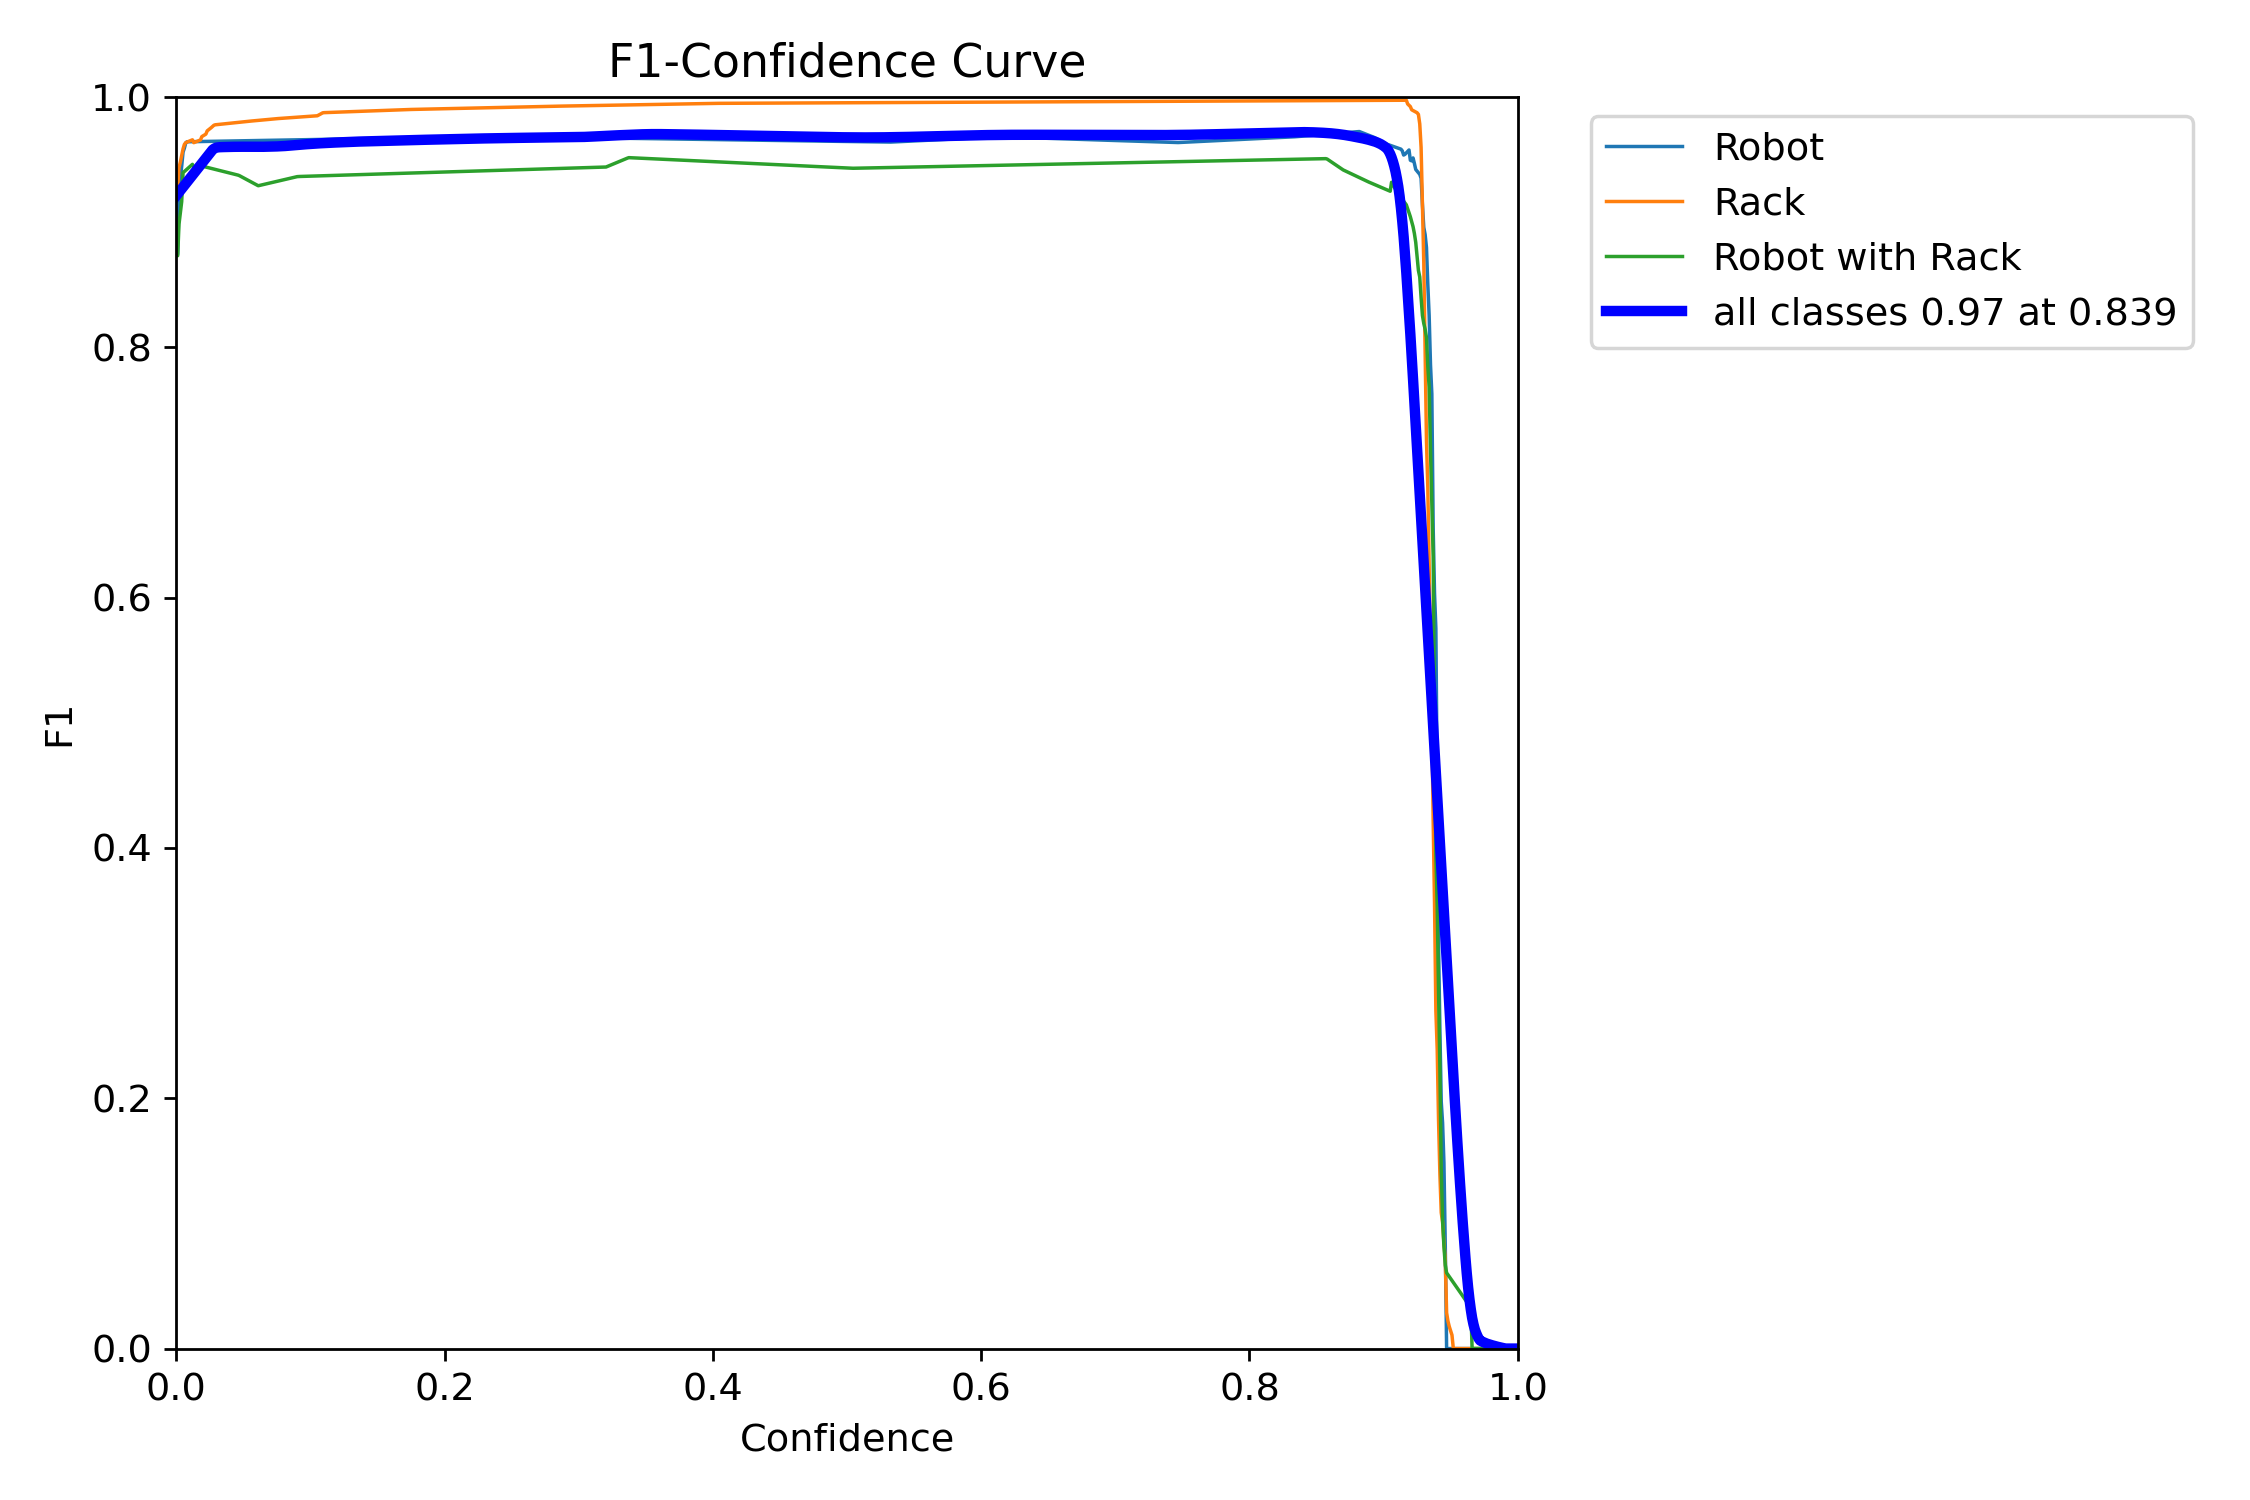 F1-Confidence Curve
1.0
0.8
0.6
0.4
0.2
0.0
F1
0.0 0.2 0.4 0.6 0.8 1.0
Confidence
Robot
Rack
Robot with Rack
all classes 0.97 at 0.839